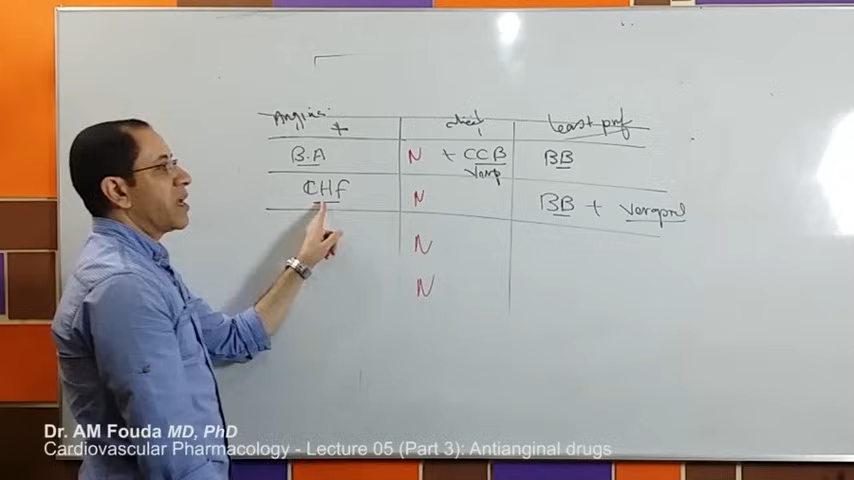 Angina choice Least pref
+
B.A N + CCB BB
Verap
CHF N BB + Verapml
N
N
Dr. AM Fouda MD, PhD
Cardiovascular Pharmacology - Lecture 05 (Part 3): Antianginal drugs